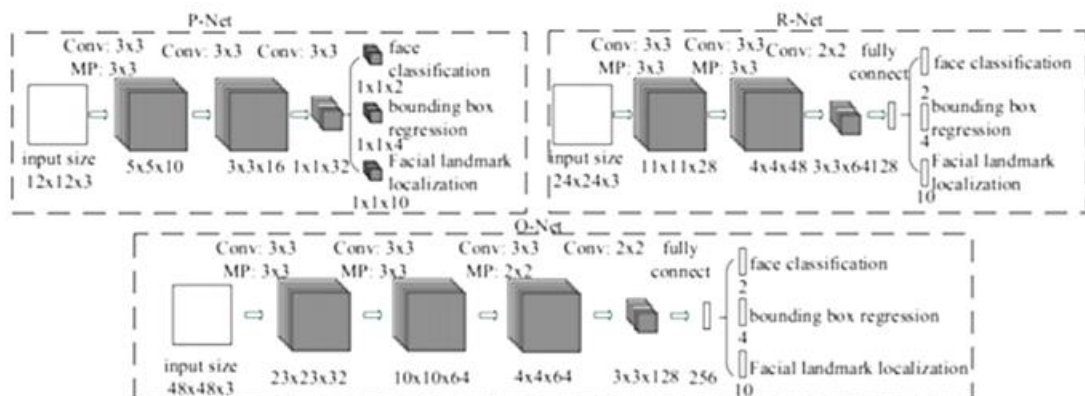 P-Net
Conv: 3x3 Conv: 3x3 Conv: 3x3
MP: 3x3
face
classification
1x1x2
bounding box
regression
1x1x4
Facial landmark
localization
1x1x10
input size
12x12x3
5x5x10
3x3x16
1x1x32
R-Net
Conv: 3x3 Conv: 3x3 Conv: 2x2 fully
MP: 3x3 MP: 3x3 connect
face classification
2
bounding box
regression
4
Facial landmark
localization
10
input size
24x24x3
11x11x28
4x4x48
3x3x64
128
O-Net
Conv: 3x3 Conv: 3x3 Conv: 3x3 Conv: 2x2 fully
MP: 3x3 MP: 3x3 MP: 2x2 connect
face classification
2
bounding box regression
4
Facial landmark localization
10
input size
48x48x3
23x23x32
10x10x64
4x4x64
3x3x128
256